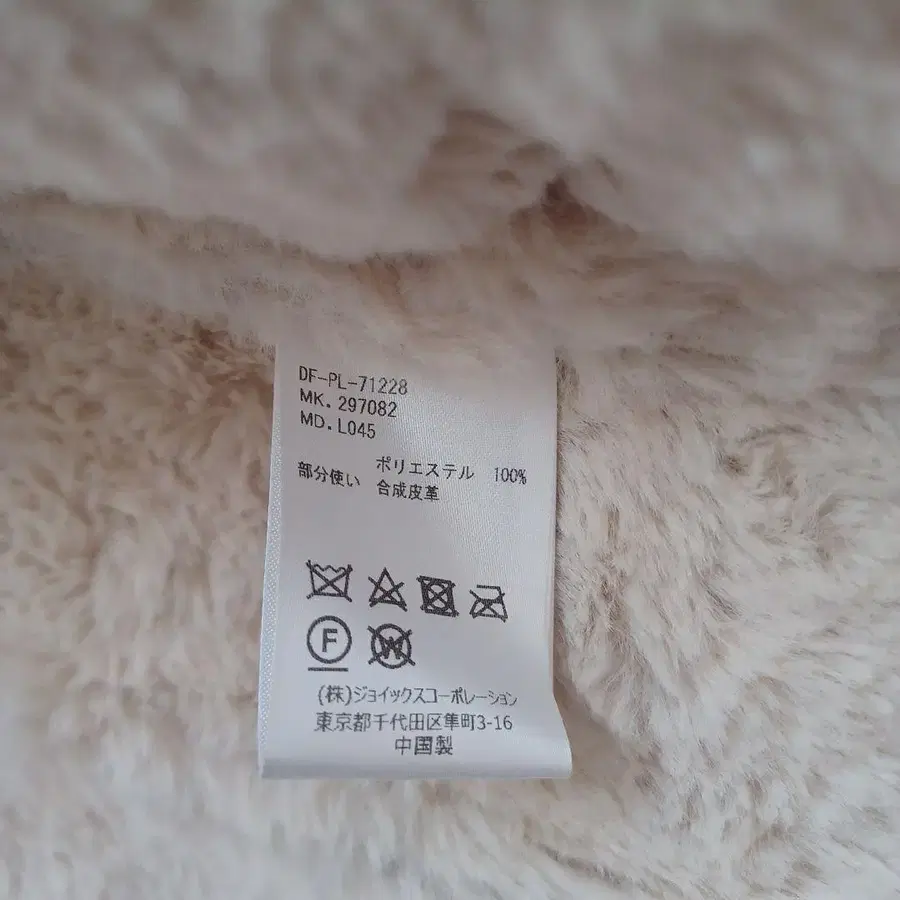 DF-PL-71228
MK. 297082
MD. L045
ポリエステル 100%
部分使い 合成皮革
F
W
(株)ジョイックスコーポレーション
東京都千代田区隼町3-16
中国製